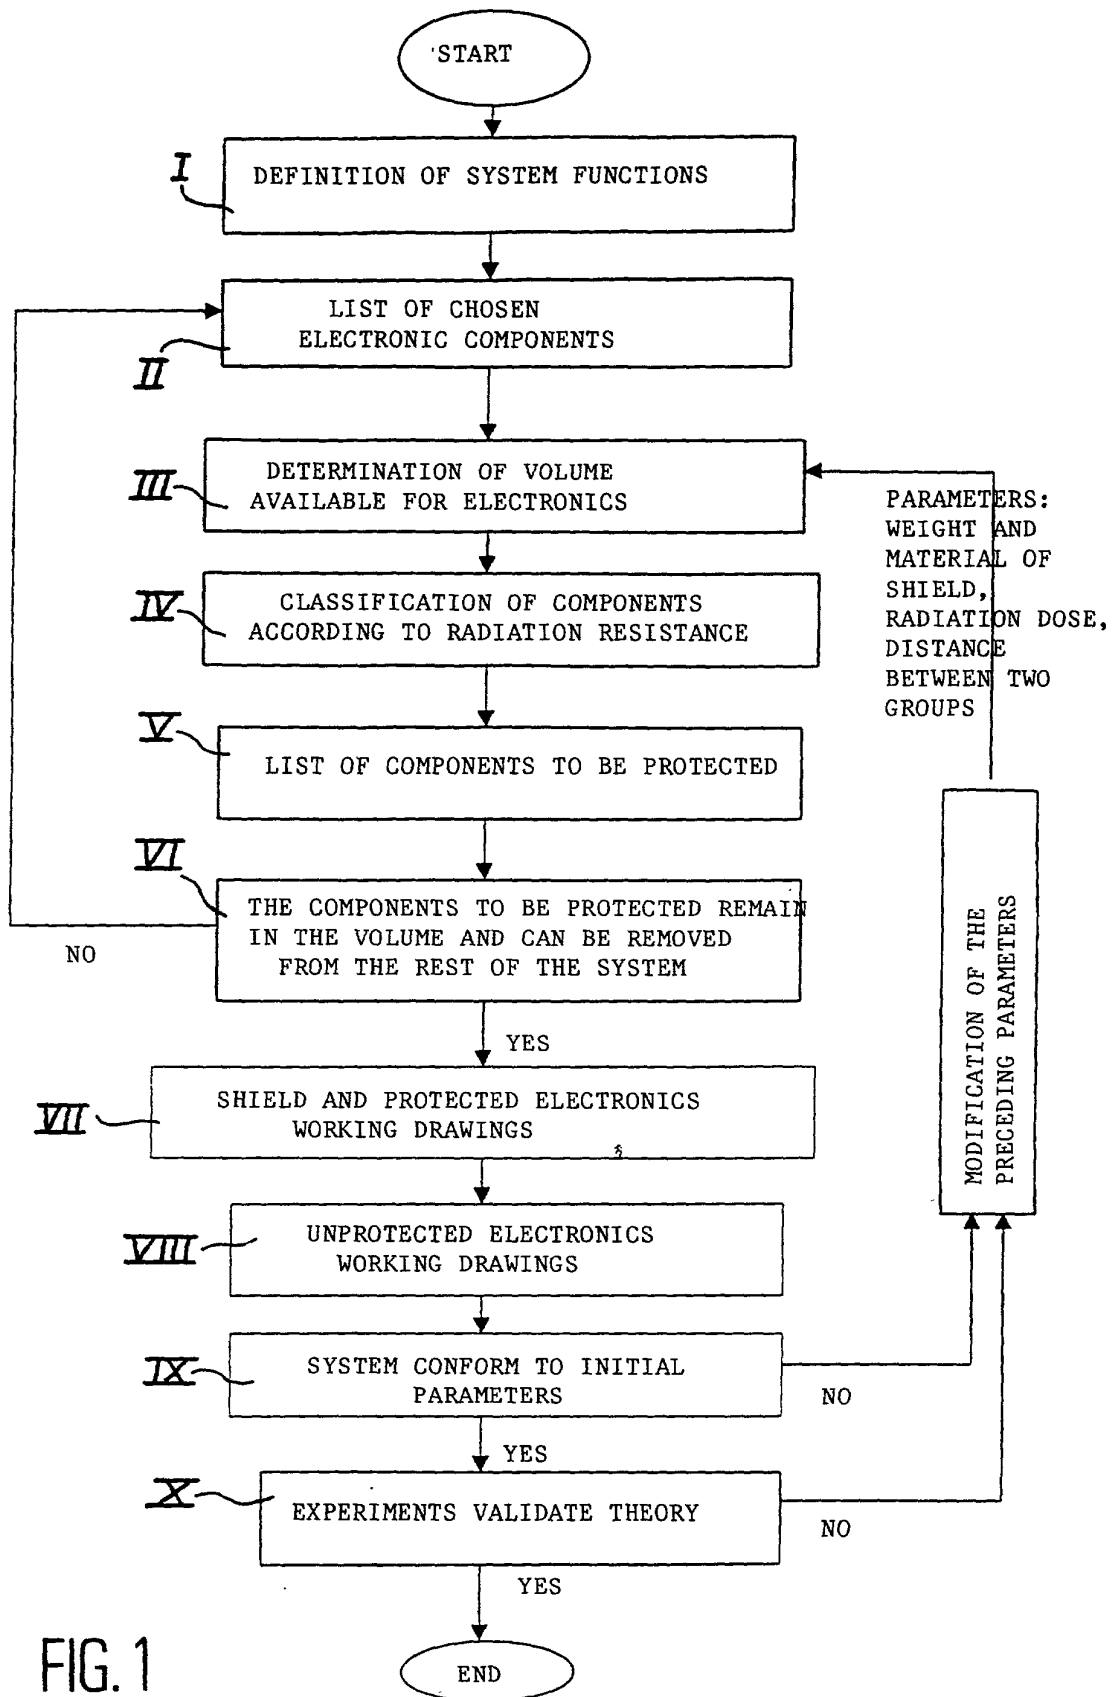 START
I
DEFINITION OF SYSTEM FUNCTIONS
LIST OF CHOSEN
ELECTRONIC COMPONENTS
II
DETERMINATION OF VOLUME
AVAILABLE FOR ELECTRONICS
III
PARAMETERS:
WEIGHT AND
MATERIAL OF
SHIELD,
RADIATION DOSE,
DISTANCE
BETWEEN TWO
GROUPS
IV
CLASSIFICATION OF COMPONENTS
ACCORDING TO RADIATION RESISTANCE
V
LIST OF COMPONENTS TO BE PROTECTED
VI
THE COMPONENTS TO BE PROTECTED REMAIN
IN THE VOLUME AND CAN BE REMOVED
FROM THE REST OF THE SYSTEM
NO
YES
MODIFICATION OF THE
PRECEDING PARAMETERS
VII
SHIELD AND PROTECTED ELECTRONICS
WORKING DRAWINGS
VIII
UNPROTECTED ELECTRONICS
WORKING DRAWINGS
IX
SYSTEM CONFORM TO INITIAL
PARAMETERS
NO
YES
X
EXPERIMENTS VALIDATE THEORY
NO
YES
END
FIG. 1